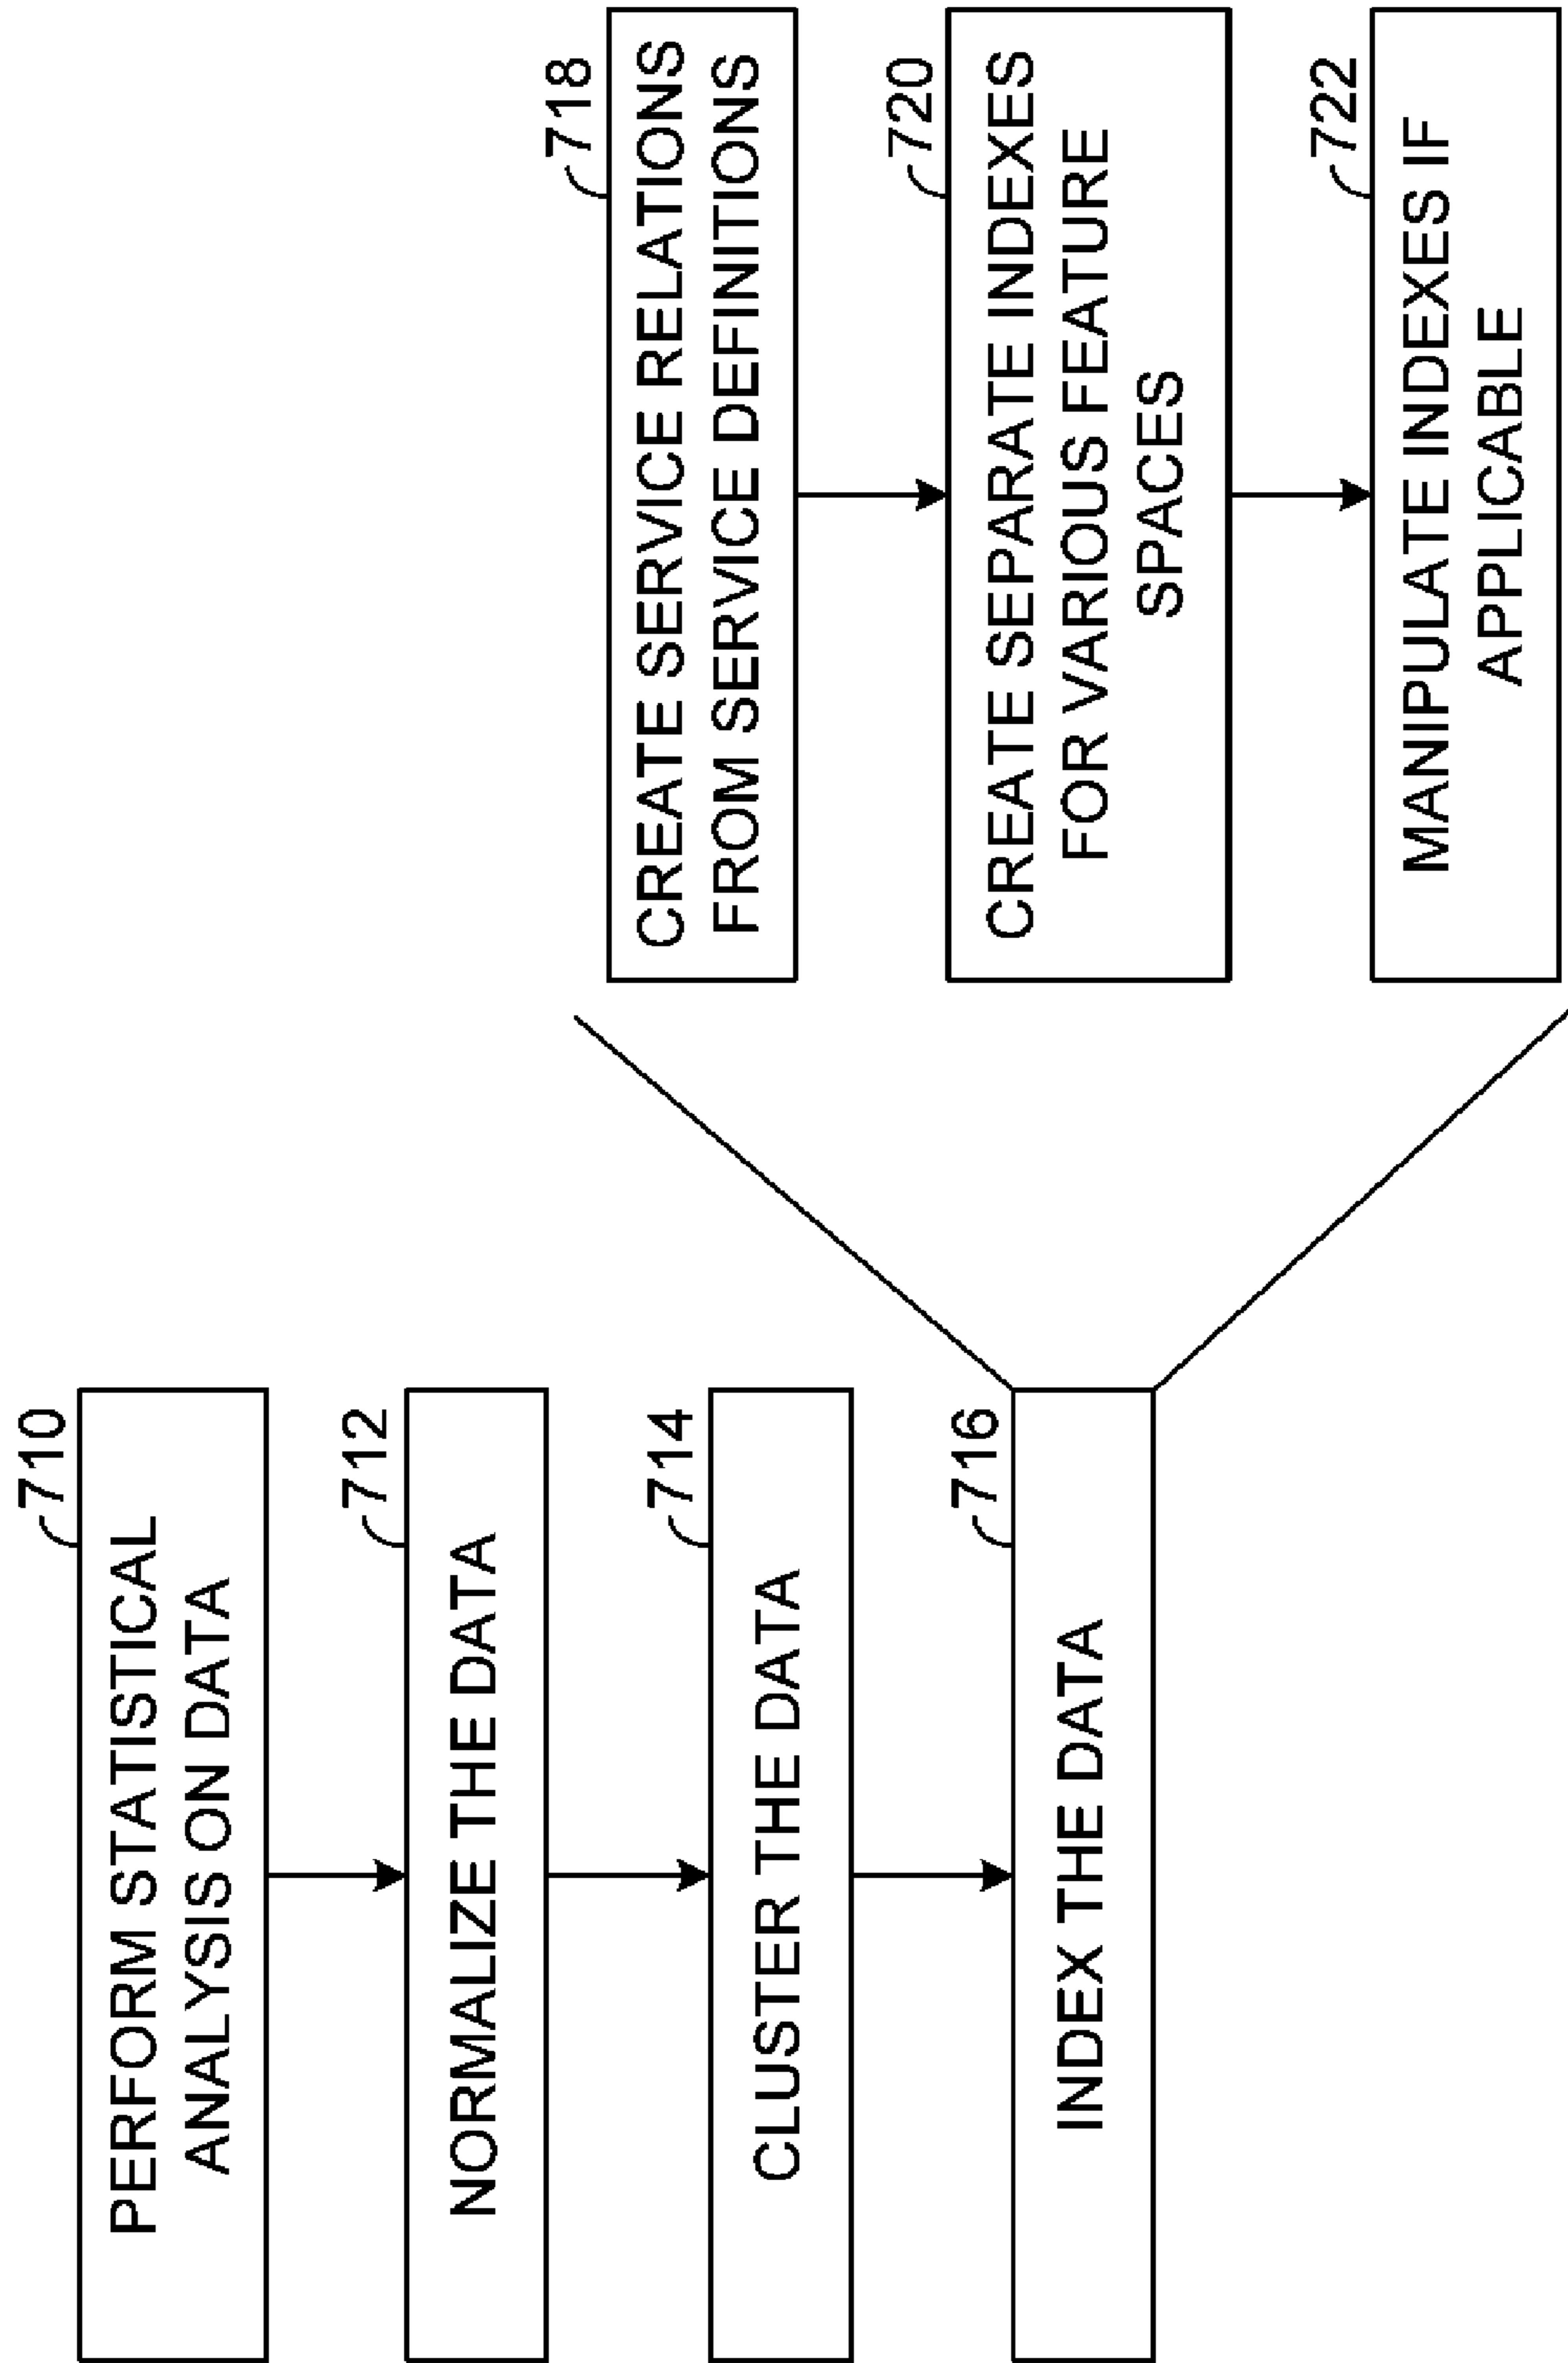 710
PERFORM STATISTICAL
ANALYSIS ON DATA
712
NORMALIZE THE DATA
714
CLUSTER THE DATA
716
INDEX THE DATA
718
CREATE SERVICE RELATIONS
FROM SERVICE DEFINITIONS
720
CREATE SEPARATE INDEXES
FOR VARIOUS FEATURE
SPACES
722
MANIPULATE INDEXES IF
APPLICABLE